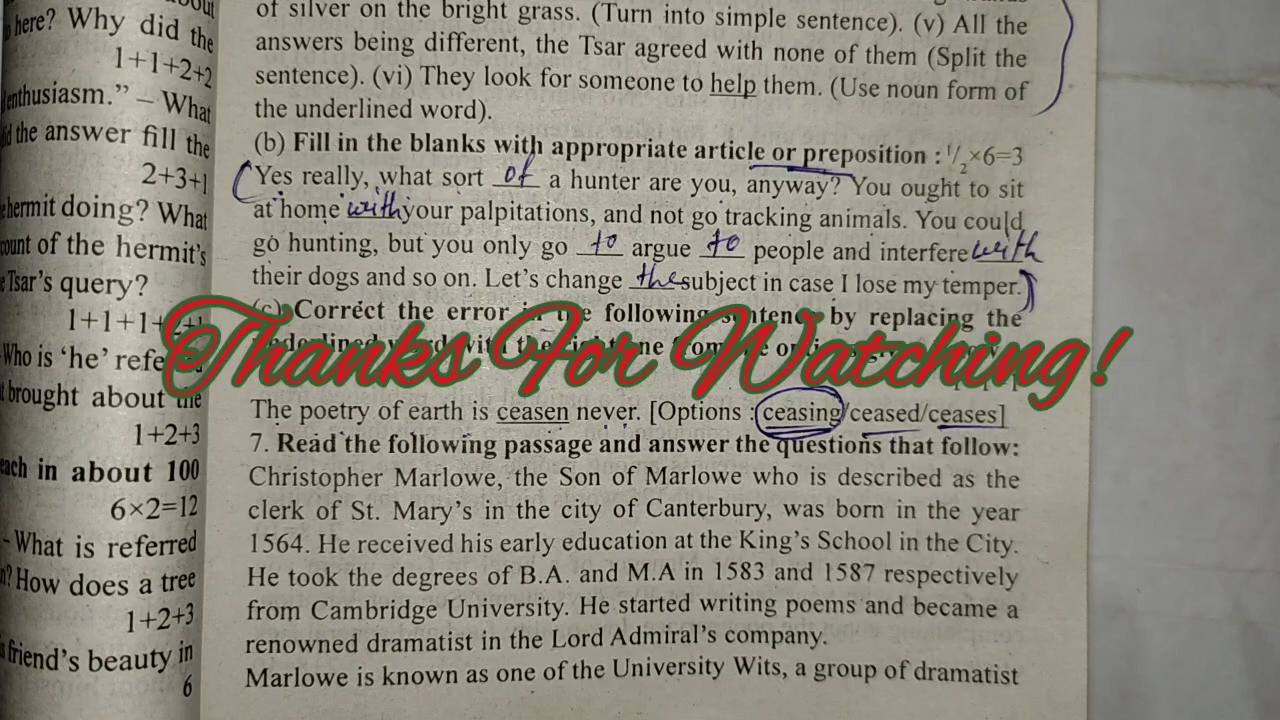 here? Why did the
1+1+2+2
enthusiasm.” – What
the answer fill the
2+3+1
hermit doing? What
count of the hermit's
Tsar's query?
1+1+1+
Who is ‘he’
brought about the
1+2+3
each in about 100
6×2=12
- What is referred
? How does a tree
1+2+3
friend's beauty in
6
of silver on the bright grass. (Turn into simple sentence). (v) All the
answers being different, the Tsar agreed with none of them (Split the
sentence). (vi) They look for someone to help them. (Use noun form of
the underlined word).
(b) Fill in the blanks with appropriate article or preposition : 1/2×6=3
Yes really, what sort of a hunter are you, anyway? You ought to sit
at home with your palpitations, and not go tracking animals. You could
go hunting, but you only go to argue to people and interfere with
their dogs and so on. Let's change the subject in case I lose my temper.
(c) Correct the error in the following sentence by replacing the
Thanks For Watching!
The poetry of earth is ceasen never. [Options : ceasing/ceased/ceases]
7. Read the following passage and answer the questions that follow:
Christopher Marlowe, the Son of Marlowe who is described as the
clerk of St. Mary's in the city of Canterbury, was born in the year
1564. He received his early education at the King's School in the City.
He took the degrees of B.A. and M.A in 1583 and 1587 respectively
from Cambridge University. He started writing poems and became a
renowned dramatist in the Lord Admiral's company.
Marlowe is known as one of the University Wits, a group of dramatist